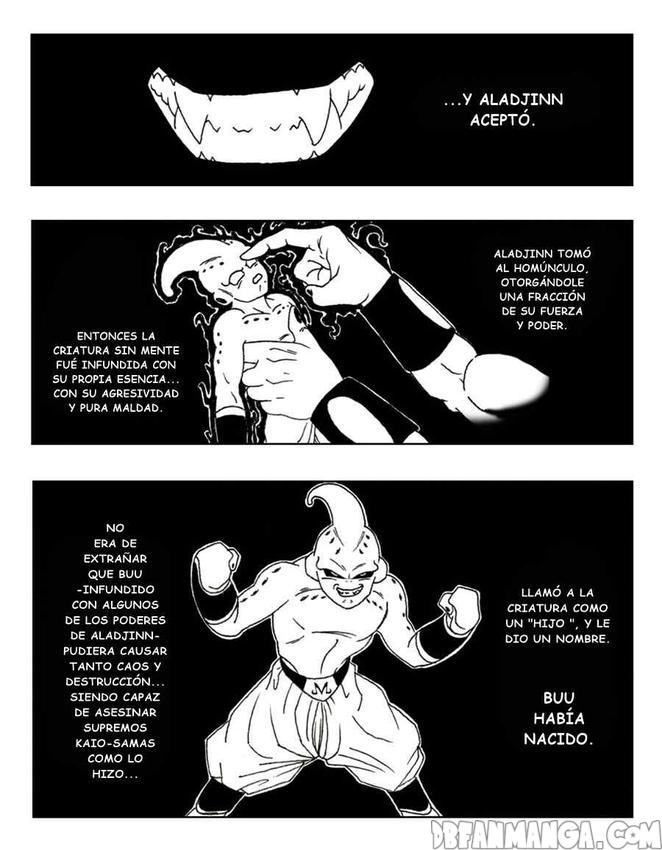 ...Y ALADJINN
ACEPTÓ.
ALADJINN TOMÓ
AL HOMÚNCULO,
OTORGÁNDOLE
UNA FRACCIÓN
DE SU FUERZA
Y PODER.
ENTONCES LA
CRIATURA SIN MENTE
FUÉ INFUNDIDA CON
SU PROPIA ESENCIA...
CON SU AGRESIVIDAD
Y PURA MALDAD.
NO
ERA DE
EXTRAÑAR
QUE BUU
-INFUNDIDO
CON ALGUNOS
DE LOS PODERES
DE ALADJINN-
PUDIERA CAUSAR
TANTO CAOS Y
DESTRUCCIÓN...
SIENDO CAPAZ
DE ASESINAR
SUPREMOS
KAIO-SAMAS
COMO LO
HIZO...
LLAMÓ A LA
CRIATURA COMO
UN "HIJO ", Y LE
DIO UN NOMBRE.
BUU
HABÍA
NACIDO.
M
DBFANMANGA.COM